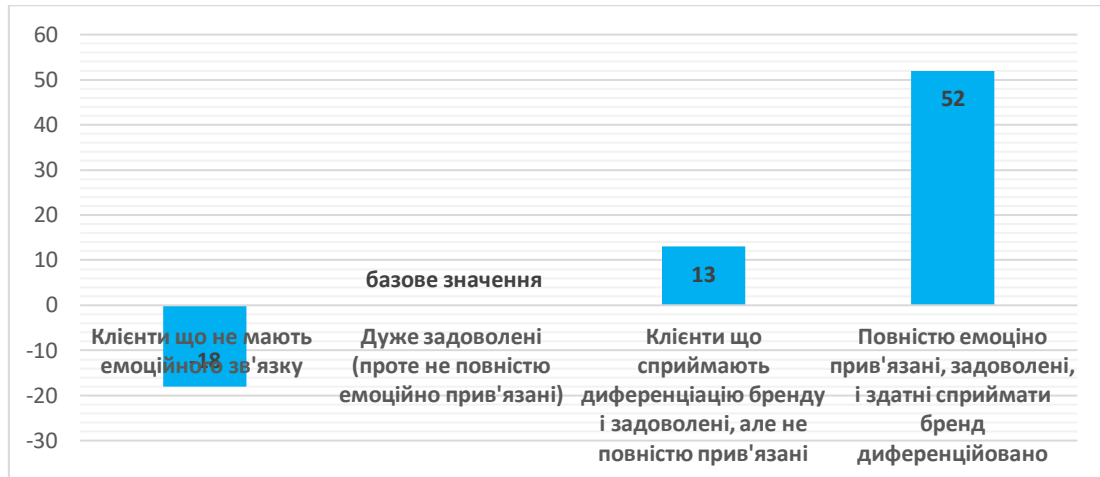 60
50
40
30
20
10
0
-10
-20
-30
52
13
базове значення
-18
Клієнти що не мають
емоційного зв'язку
Дуже задоволені
(проте не повністю
емоційно прив'язані)
Клієнти що
сприймають
диференціацію бренду
і задоволені, але не
повністю прив'язані
Повністю емоціно
прив'язані, задоволені,
і здатні сприймати
бренд
диференційовано